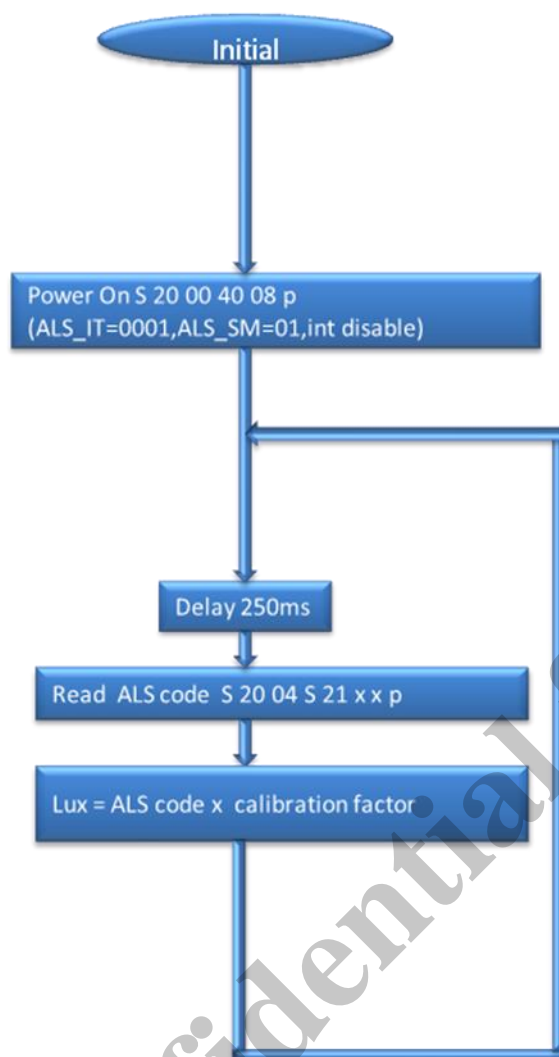 Initial
Power On S 20 00 40 08 p
(ALS_IT=0001,ALS_SM=01,int disable)
Delay 250ms
Read ALS code S 20 04 S 21 x x p
Lux = ALS code x calibration factor
fidential